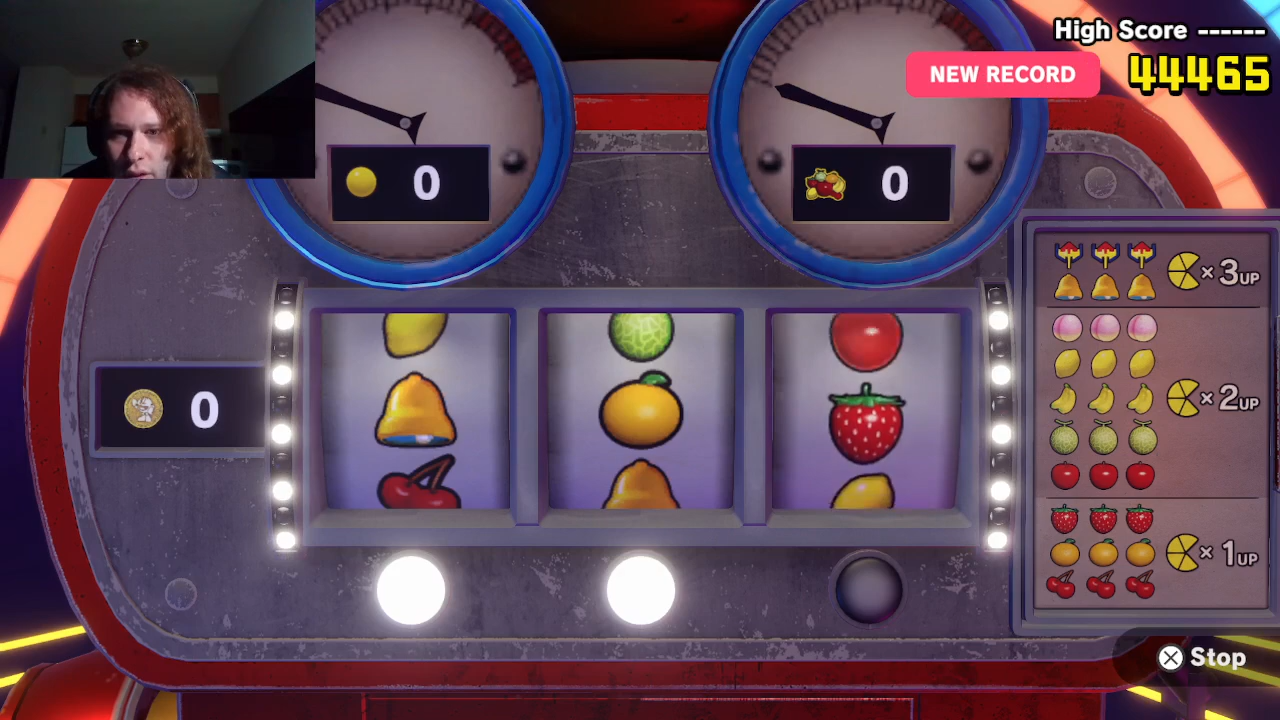 High Score ------
NEW RECORD
44465
0
0
0
× 3UP
× 2UP
× 1UP
Stop